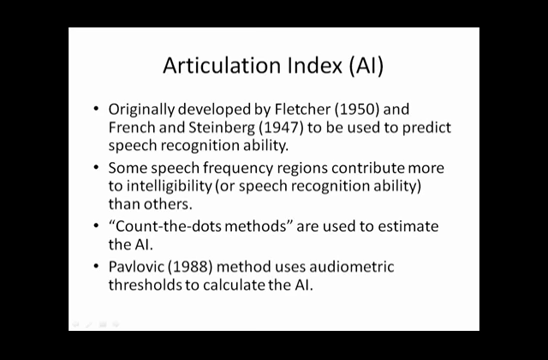 Articulation Index (AI)
• Originally developed by Fletcher (1950) and
French and Steinberg (1947) to be used to predict
speech recognition ability.
• Some speech frequency regions contribute more
to intelligibility (or speech recognition ability)
than others.
• “Count-the-dots methods” are used to estimate
the AI.
• Pavlovic (1988) method uses audiometric
thresholds to calculate the AI.